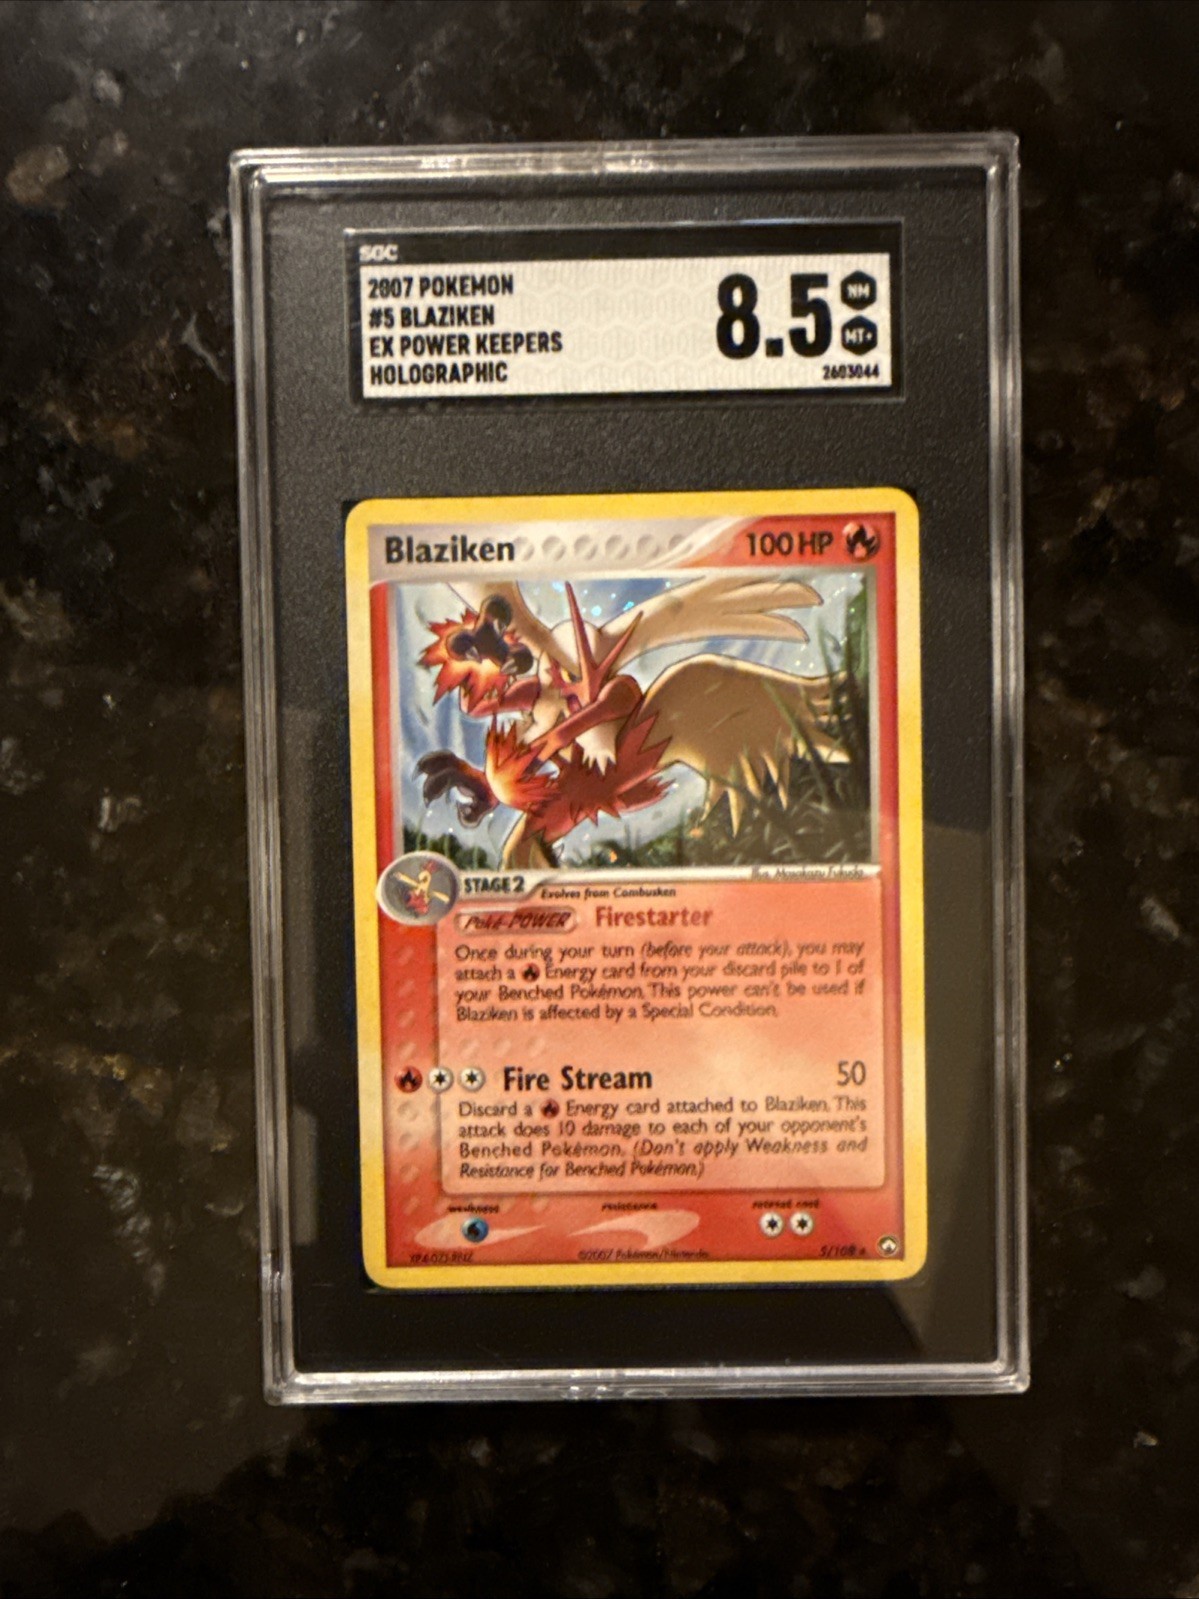 SGC
2007 POKEMON
#5 BLAZIKEN
EX POWER KEEPERS
HOLOGRAPHIC
8.5
NM
MT+
2603044
Blaziken
100 HP
Illus. Masakazu Fukuda
STAGE 2
Evolves from Combusken
Poké-POWER Firestarter
Once during your turn (before your attack), you may
attach a Energy card from your discard pile to 1 of
your Benched Pokémon. This power can't be used if
Blaziken is affected by a Special Condition.
Fire Stream 50
Discard a Energy card attached to Blaziken. This
attack does 10 damage to each of your opponent's
Benched Pokémon. (Don't apply Weakness and
Resistance for Benched Pokémon.)
weakness
resistance
retreat cost
©2007 Pokémon/Nintendo
5/108 ★